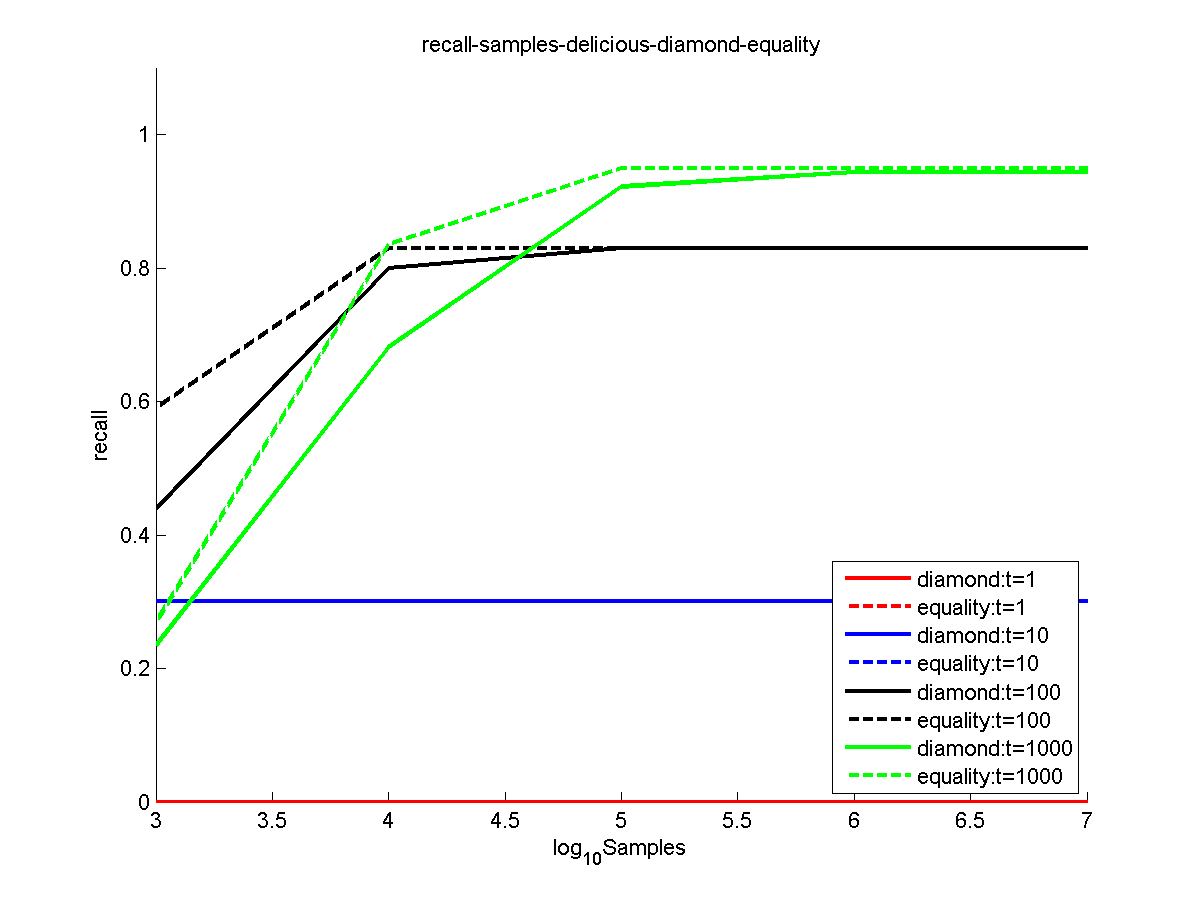 recall-samples-delicious-diamond-equality
1
0.8
0.6
0.4
0.2
0
recall
3 3.5 4 4.5 5 5.5 6 6.5 7
log10Samples
diamond:t=1
equality:t=1
diamond:t=10
equality:t=10
diamond:t=100
equality:t=100
diamond:t=1000
equality:t=1000